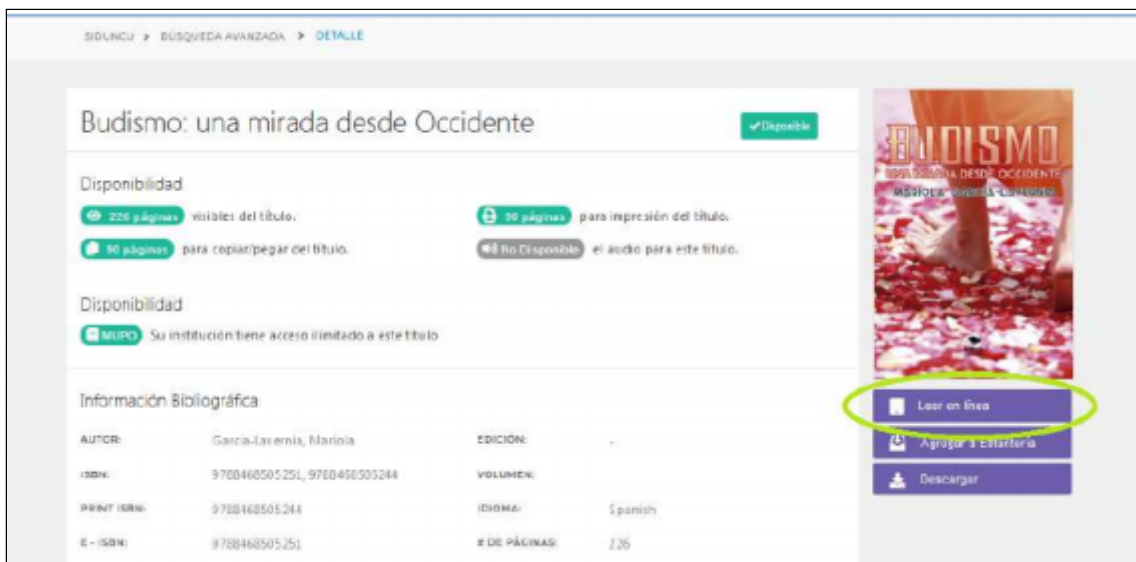 SIDUNCU > BÚSQUEDA AVANZADA > DETALLE
Budismo: una mirada desde Occidente
Disponible
Disponibilidad
226 páginas visibles del título.
90 páginas para impresión del título.
90 páginas para copiar/pegar del título.
No Disponible el audio para este título.
Disponibilidad
MUPO Su institución tiene acceso ilimitado a este título
Información Bibliográfica
AUTOR: García-Lavernia, Mariola
EDICIÓN: -
ISBN: 9788468505251, 9788468505244
VOLUMEN:
PRINT ISBN: 9788468505244
IDIOMA: Spanish
E - ISBN: 9788468505251
# DE PÁGINAS: 226
BUDISMO
UNA MIRADA DESDE OCCIDENTE
MARIOLA GARCÍA-LAVERNIA
Leer en línea
Agregar a Estantería
Descargar